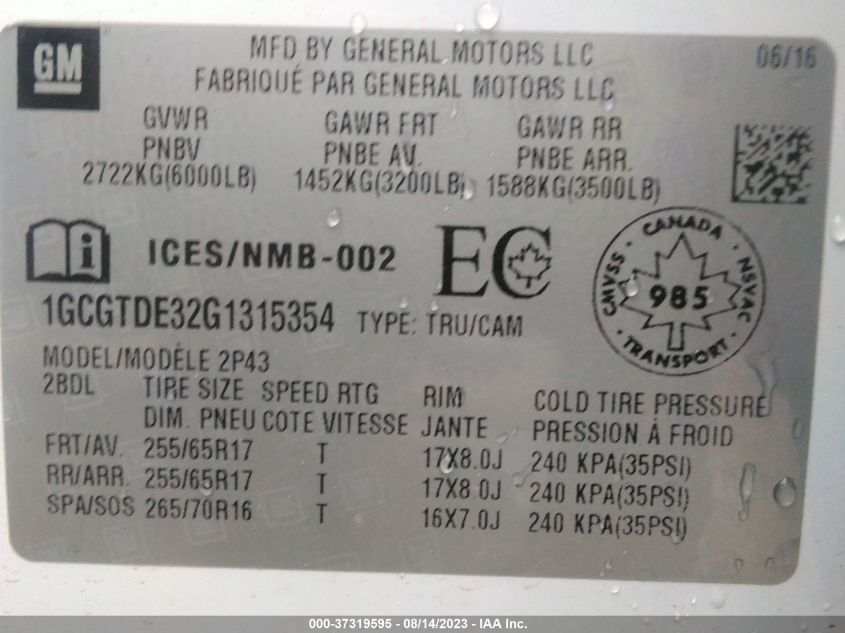 GM
MFD BY GENERAL MOTORS LLC 06/16
FABRIQUÉ PAR GENERAL MOTORS LLC
GVWR GAWR FRT GAWR RR
PNBV PNBE AV. PNBE ARR.
2722KG(6000LB) 1452KG(3200LB) 1588KG(3500LB)
i ICES/NMB-002 EC
CANADA
CMVSS 985 NSVAC
TRANSPORT
1GCGTDE32G1315354 TYPE: TRU/CAM
MODEL/MODÈLE 2P43
2BDL TIRE SIZE SPEED RTG RIM COLD TIRE PRESSURE
DIM. PNEU COTE VITESSE JANTE PRESSION À FROID
FRT/AV. 255/65R17 T 17X8.0J 240 KPA(35PSI)
RR/ARR. 255/65R17 T 17X8.0J 240 KPA(35PSI)
SPA/SOS 265/70R16 T 16X7.0J 240 KPA(35PSI)
000-37319595 - 08/14/2023 - IAA Inc.